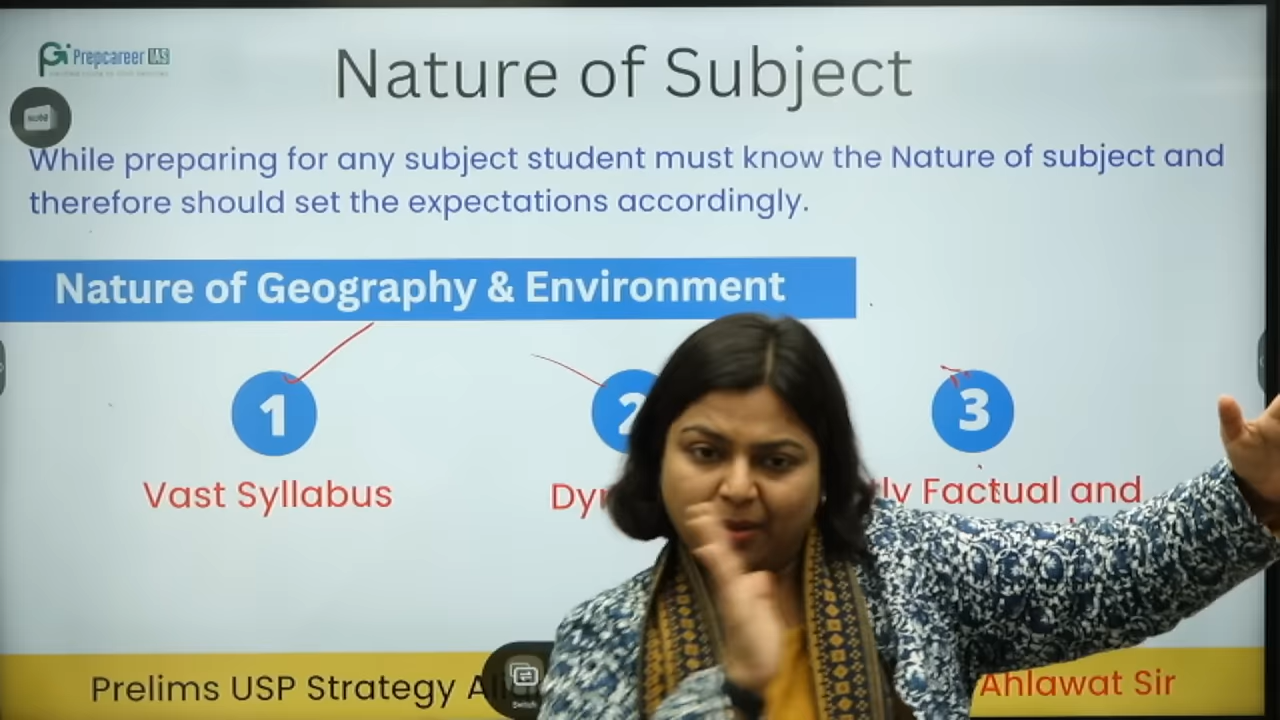 Prepcareer IAS
Nature of Subject
While preparing for any subject student must know the Nature of subject and
therefore should set the expectations accordingly.
Nature of Geography & Environment
1
2
3
Vast Syllabus
Factual and
Prelims USP Strategy
Ahlawat Sir
Switch